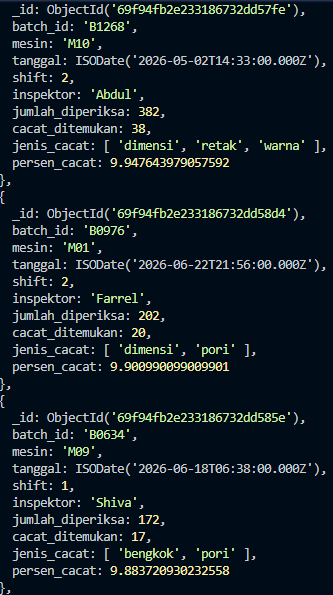 _id: ObjectId('69f94fb2e233186732dd57fe'),
batch_id: 'B1268',
mesin: 'M10',
tanggal: ISODate('2026-05-02T14:33:00.000Z'),
shift: 2,
inspektor: 'Abdul',
jumlah_diperiksa: 382,
cacat_ditemukan: 38,
jenis_cacat: [ 'dimensi', 'retak', 'warna' ],
persen_cacat: 9.947643979057592
},
{
_id: ObjectId('69f94fb2e233186732dd58d4'),
batch_id: 'B0976',
mesin: 'M01',
tanggal: ISODate('2026-06-22T21:56:00.000Z'),
shift: 2,
inspektor: 'Farrel',
jumlah_diperiksa: 202,
cacat_ditemukan: 20,
jenis_cacat: [ 'dimensi', 'pori' ],
persen_cacat: 9.900990099009901
},
{
_id: ObjectId('69f94fb2e233186732dd585e'),
batch_id: 'B0634',
mesin: 'M09',
tanggal: ISODate('2026-06-18T06:38:00.000Z'),
shift: 1,
inspektor: 'Shiva',
jumlah_diperiksa: 172,
cacat_ditemukan: 17,
jenis_cacat: [ 'bengkok', 'pori' ],
persen_cacat: 9.883720930232558
},